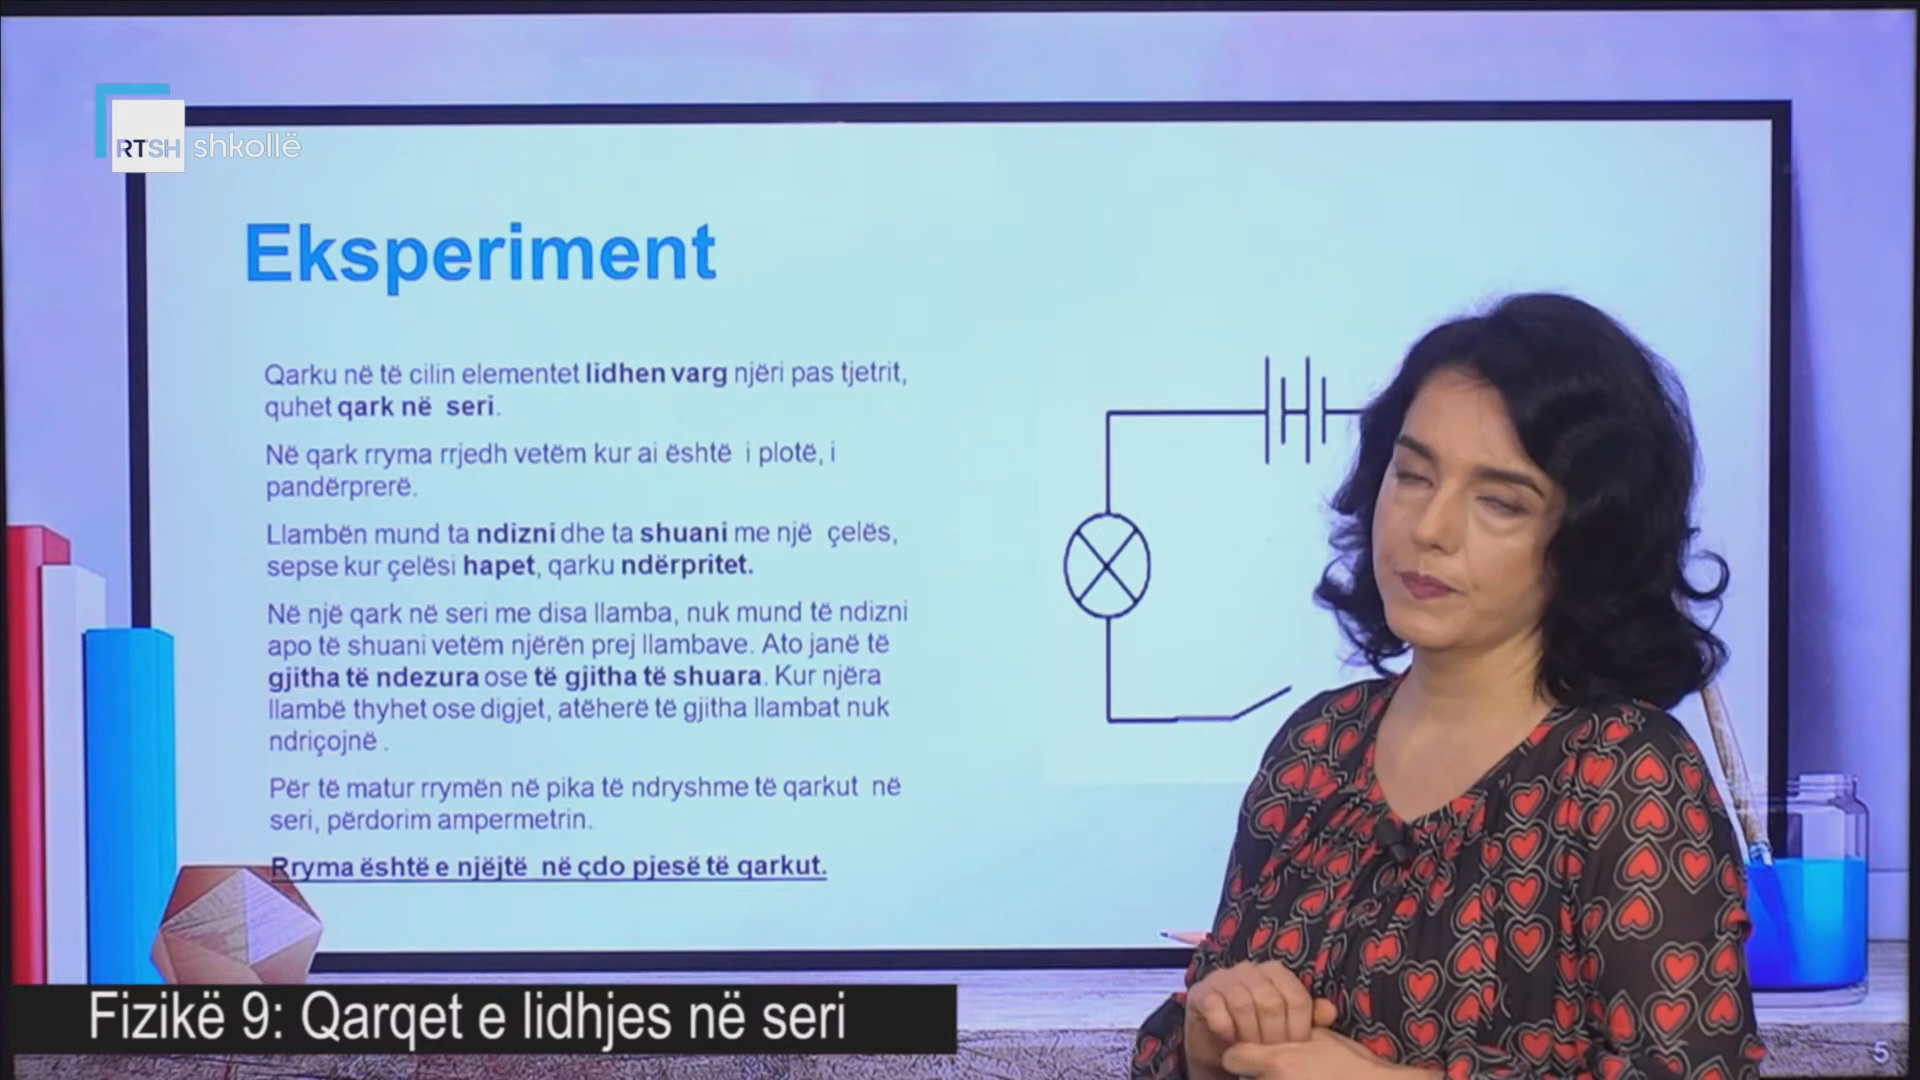 RTSH shkollë
Eksperiment
Qarku në të cilin elementet lidhen varg njëri pas tjetrit,
quhet qark në seri.
Në qark rryma rrjedh vetëm kur ai është i plotë, i
pandërprerë.
Llambën mund ta ndizni dhe ta shuani me një çelës,
sepse kur çelësi hapet, qarku ndërpritet.
Në një qark në seri me disa llamba, nuk mund të ndizni
apo të shuani vetëm njërën prej llambave. Ato janë të
gjitha të ndezura ose të gjitha të shuara. Kur njëra
llambë thyhet ose digjet, atëherë të gjitha llambat nuk
ndriçojnë .
Për të matur rrymën në pika të ndryshme të qarkut në
seri, përdorim ampermetrin.
Rryma është e njëjtë në çdo pjesë të qarkut.
Fizikë 9: Qarqet e lidhjes në seri
5